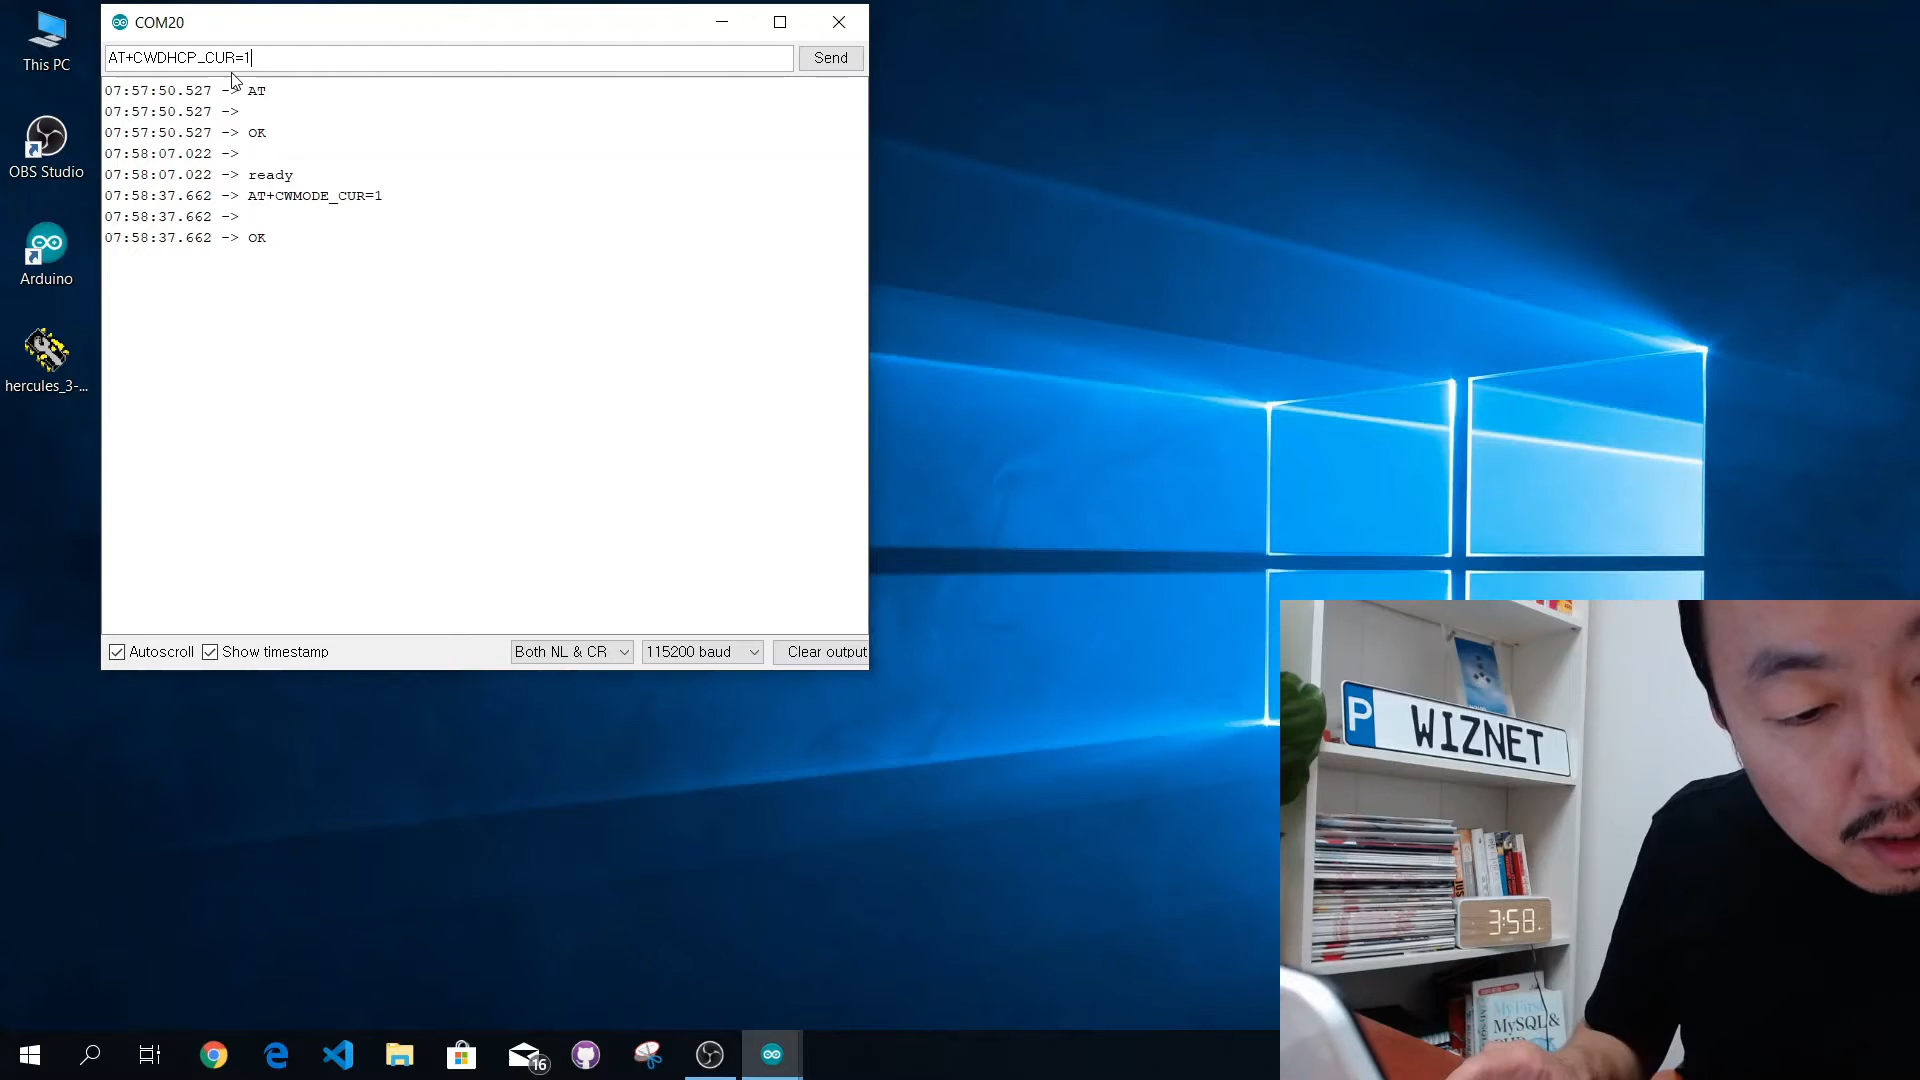 COM20
AT+CWDHCP_CUR=1
Send
07:57:50.527 -> AT
07:57:50.527 ->
07:57:50.527 -> OK
07:58:07.022 ->
07:58:07.022 -> ready
07:58:37.662 -> AT+CWMODE_CUR=1
07:58:37.662 ->
07:58:37.662 -> OK
Autoscroll
Show timestamp
Both NL & CR
115200 baud
Clear output
This PC
OBS Studio
Arduino
hercules_3-...
P WIZNET
3:58
MyFirst
MySQL&
16